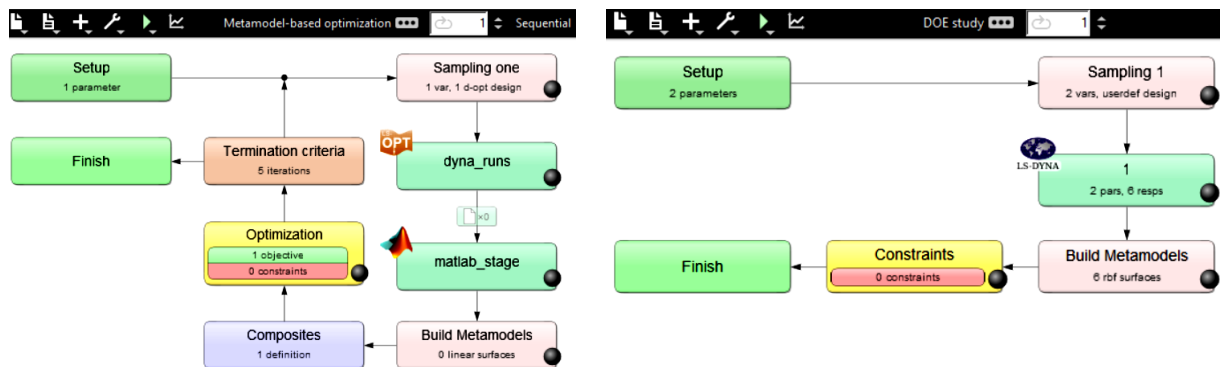 Metamodel-based optimization
1
Sequential
Setup
1 parameter
Sampling one
1 var, 1 d-opt design
Finish
Termination criteria
5 iterations
LS
OPT
dyna_runs
×0
Optimization
1 objective
0 constraints
matlab_stage
Composites
1 definition
Build Metamodels
0 linear surfaces
DOE study
1
Setup
2 parameters
Sampling 1
2 vars, userdef design
LS-DYNA
1
2 pars, 6 resps
Finish
Constraints
0 constraints
Build Metamodels
6 rbf surfaces